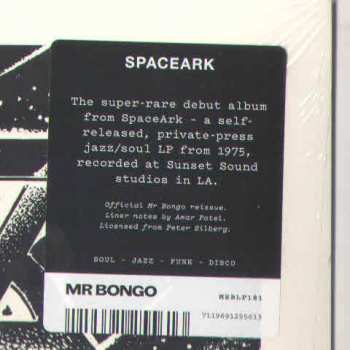 SPACEARK
The super-rare debut album
from SpaceArk – a self-
released, private-press
jazz/soul LP from 1975,
recorded at Sunset Sound
studios in LA.
Official Mr Bongo reissue.
Liner notes by Amar Patel.
Licensed from Peter Silberg.
SOUL - JAZZ - FUNK - DISCO
MR BONGO
MRBLP181
7119691255613